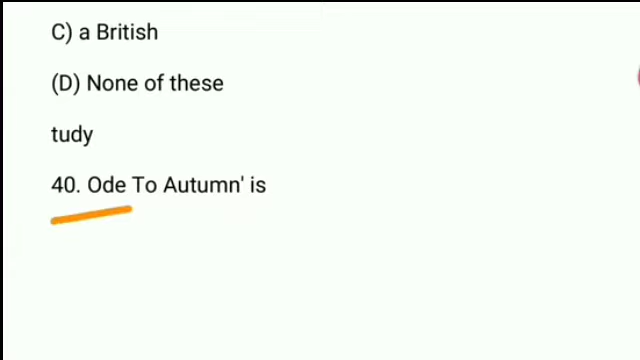 C) a British
(D) None of these
tudy
40. Ode To Autumn' is